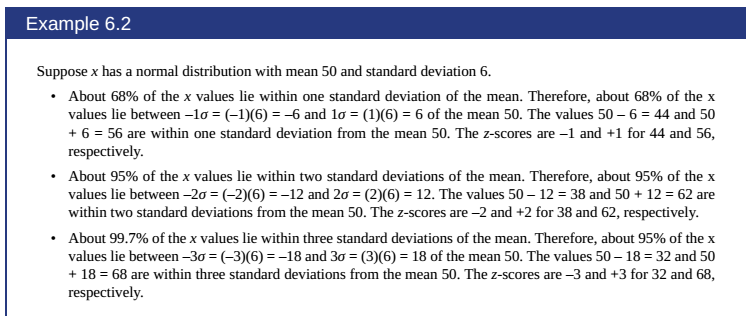 Example 6.2
Suppose x has a normal distribution with mean 50 and standard deviation 6.
• About 68% of the x values lie within one standard deviation of the mean. Therefore, about 68% of the x
values lie between –1σ = (–1)(6) = –6 and 1σ = (1)(6) = 6 of the mean 50. The values 50 – 6 = 44 and 50
+ 6 = 56 are within one standard deviation from the mean 50. The z-scores are –1 and +1 for 44 and 56,
respectively.
• About 95% of the x values lie within two standard deviations of the mean. Therefore, about 95% of the x
values lie between –2σ = (–2)(6) = –12 and 2σ = (2)(6) = 12. The values 50 – 12 = 38 and 50 + 12 = 62 are
within two standard deviations from the mean 50. The z-scores are –2 and +2 for 38 and 62, respectively.
• About 99.7% of the x values lie within three standard deviations of the mean. Therefore, about 95% of the x
values lie between –3σ = (–3)(6) = –18 and 3σ = (3)(6) = 18 of the mean 50. The values 50 – 18 = 32 and 50
+ 18 = 68 are within three standard deviations from the mean 50. The z-scores are –3 and +3 for 32 and 68,
respectively.